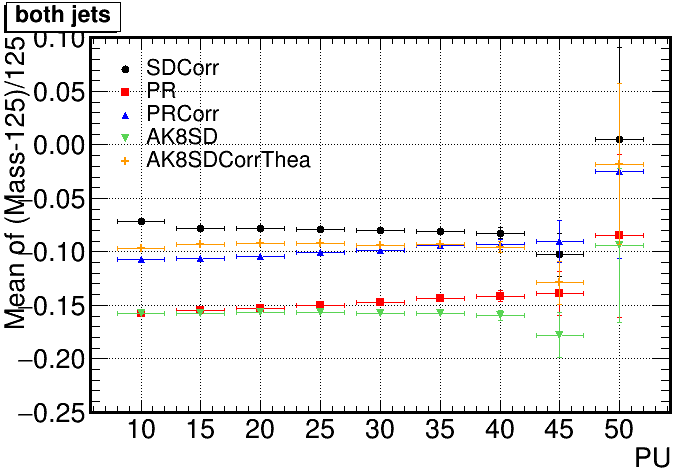 both jets
Mean of (Mass-125)/125
0.10
0.05
0.00
−0.05
−0.10
−0.15
−0.20
−0.25
SDCorr
PR
PRCorr
AK8SD
AK8SDCorrThea
10 15 20 25 30 35 40 45 50
PU